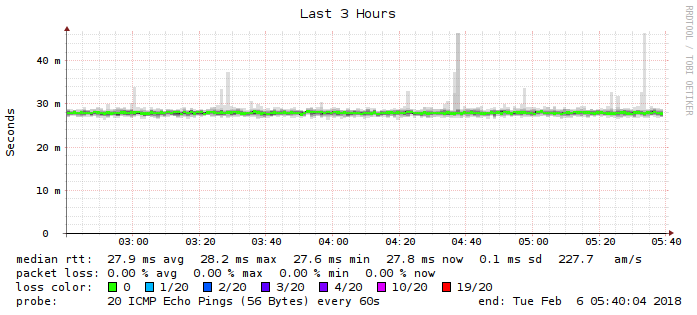 Last 3 Hours
RRDTOOL / TOBI OETIKER
Seconds
40 m
30 m
20 m
10 m
0
03:00 03:20 03:40 04:00 04:20 04:40 05:00 05:20 05:40
median rtt: 27.9 ms avg 28.2 ms max 27.6 ms min 27.8 ms now 0.1 ms sd 227.7 am/s
packet loss: 0.00 % avg 0.00 % max 0.00 % min 0.00 % now
loss color: 0 1/20 2/20 3/20 4/20 10/20 19/20
probe: 20 ICMP Echo Pings (56 Bytes) every 60s end: Tue Feb 6 05:40:04 2018